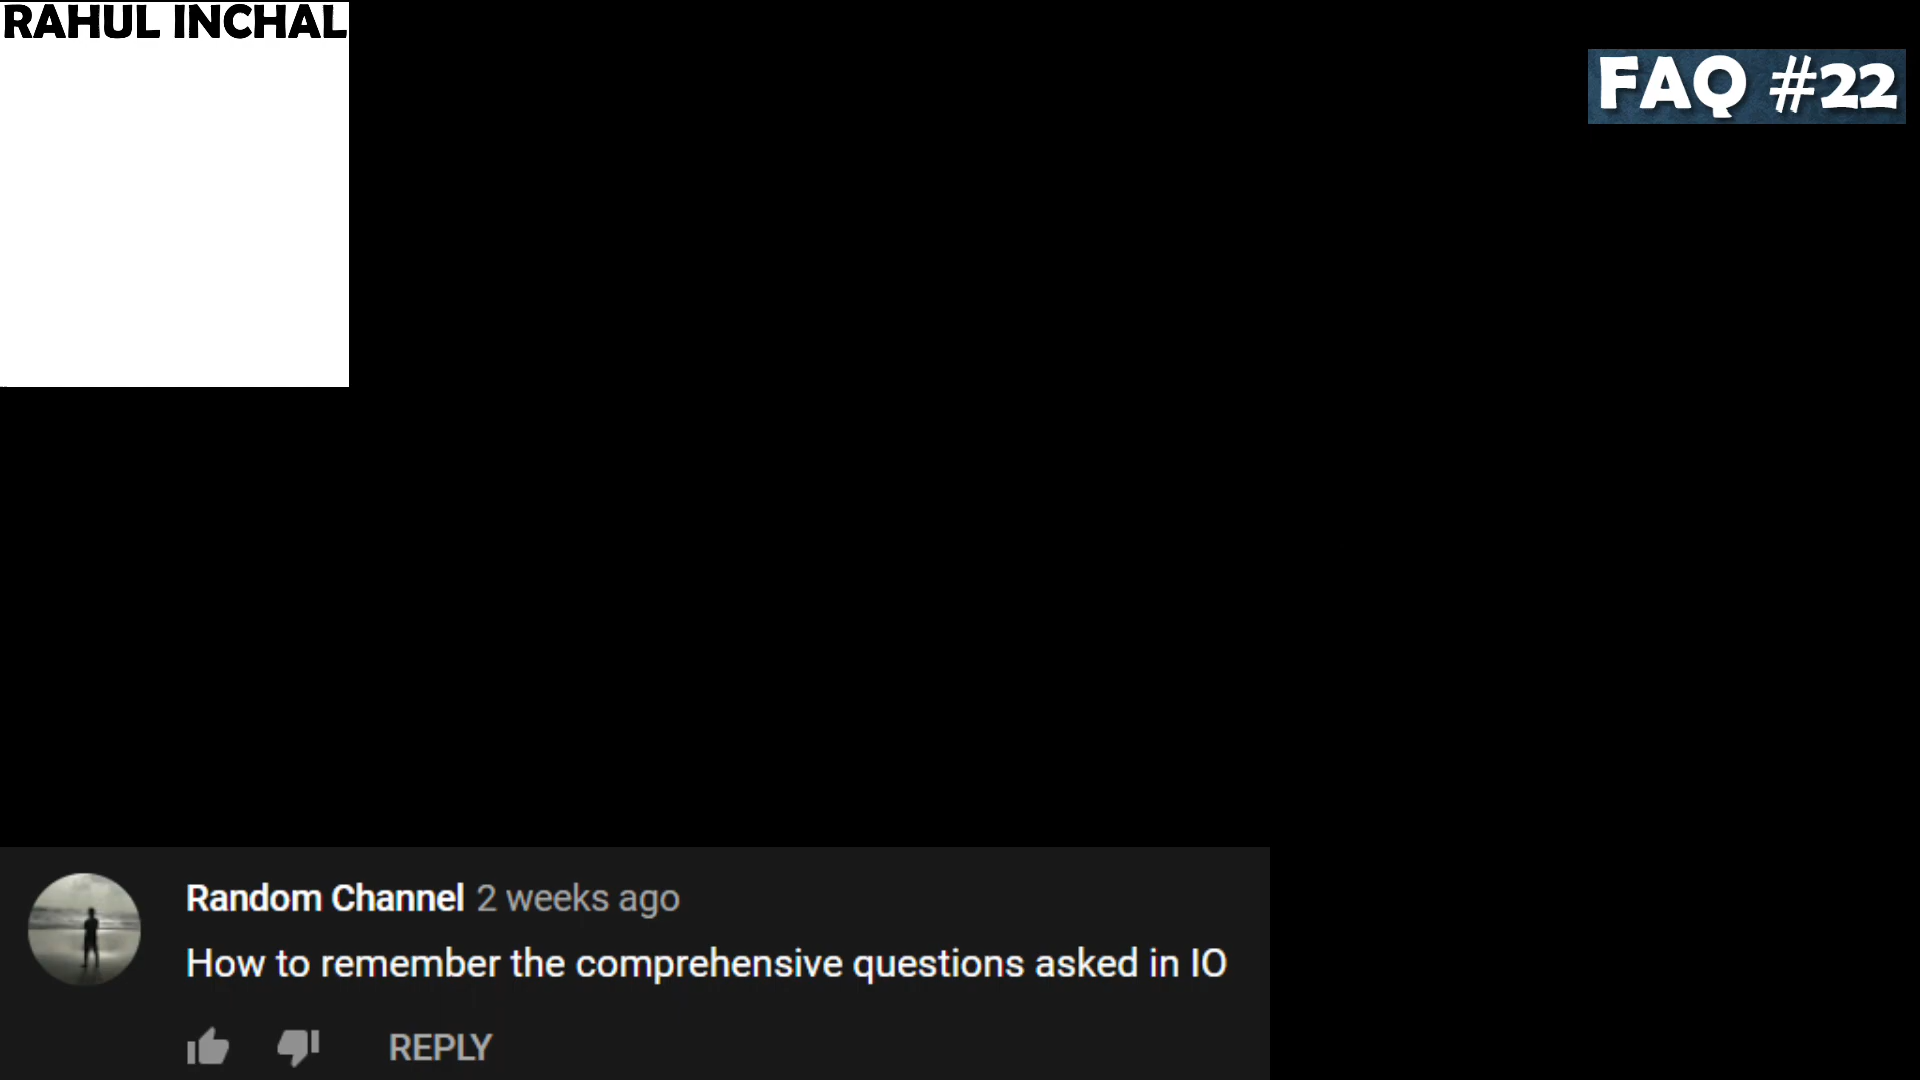 RAHUL INCHAL
FAQ #22
Random Channel 2 weeks ago
How to remember the comprehensive questions asked in IO
REPLY